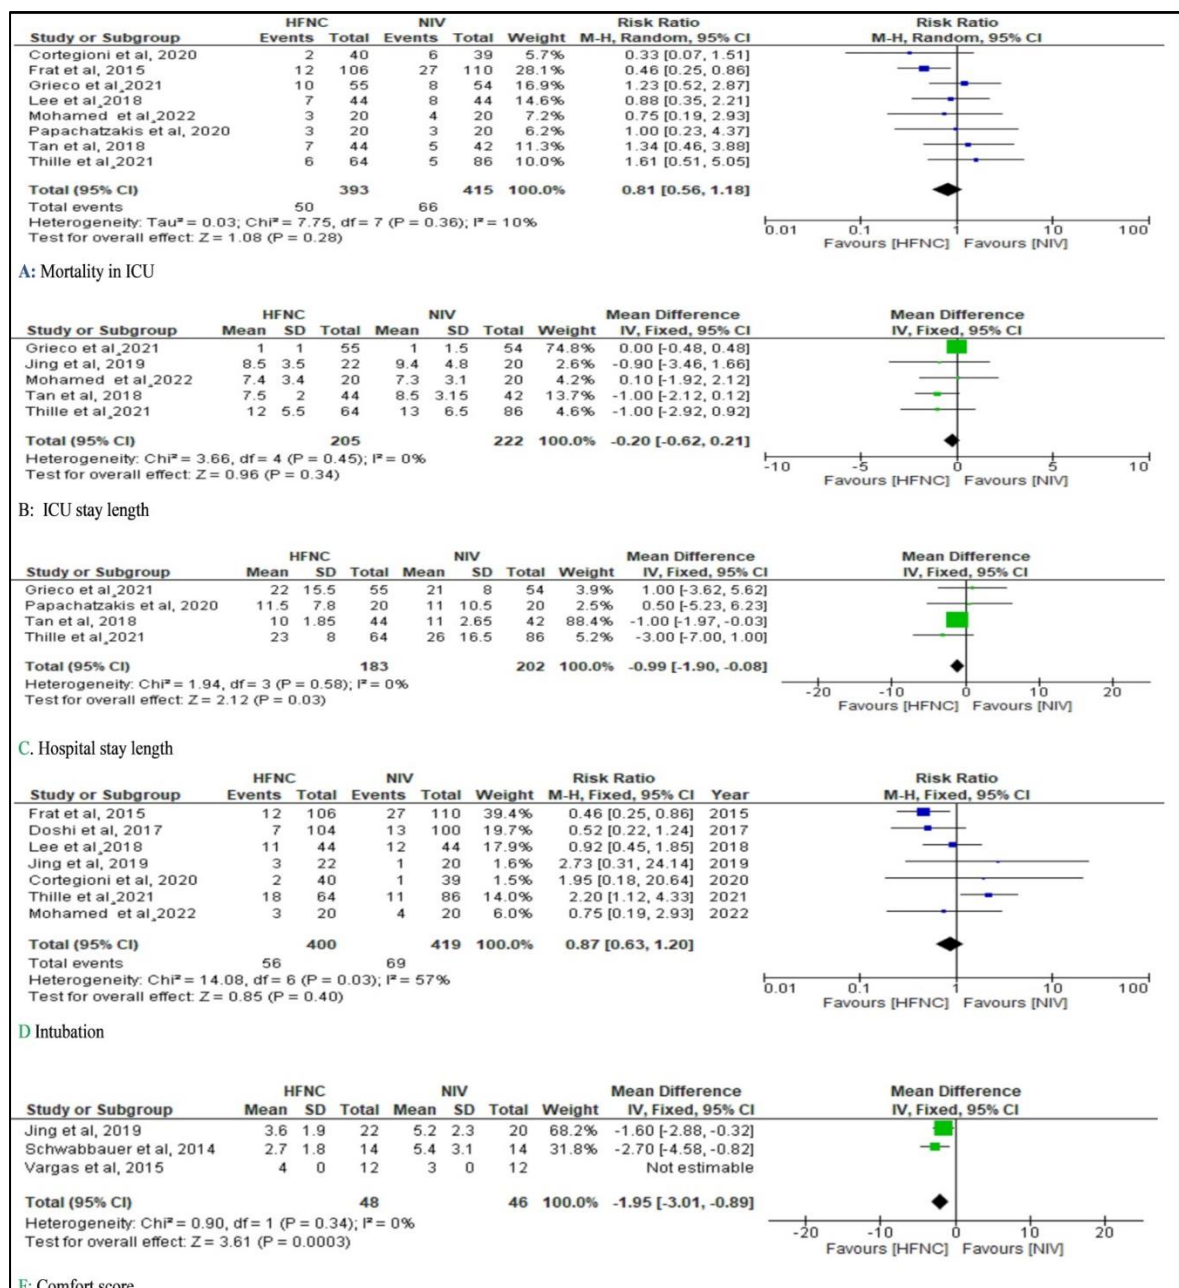 HFNC NIV Risk Ratio Risk Ratio
Study or Subgroup Events Total Events Total Weight M-H, Random, 95% CI M-H, Random, 95% CI
Cortegioni et al, 2020 2 40 6 39 5.7% 0.33 [0.07, 1.51]
Frat et al, 2015 12 106 27 110 28.1% 0.46 [0.25, 0.86]
Grieco et al,2021 10 55 8 54 16.9% 1.23 [0.52, 2.87]
Lee et al,2018 7 44 8 44 14.6% 0.88 [0.35, 2.21]
Mohamed et al,2022 3 20 4 20 7.2% 0.75 [0.19, 2.93]
Papachatzakis et al, 2020 3 20 3 20 6.2% 1.00 [0.23, 4.37]
Tan et al, 2018 7 44 5 42 11.3% 1.34 [0.46, 3.88]
Thille et al,2021 6 64 5 86 10.0% 1.61 [0.51, 5.05]
Total (95% CI) 393 415 100.0% 0.81 [0.56, 1.18]
Total events 50 66
Heterogeneity: Tau² = 0.03; Chi² = 7.75, df = 7 (P = 0.36); I² = 10%
Test for overall effect: Z = 1.08 (P = 0.28)
0.01 0.1 1 10 100
Favours [HFNC] Favours [NIV]
A: Mortality in ICU
HFNC NIV Mean Difference Mean Difference
Study or Subgroup Mean SD Total Mean SD Total Weight IV, Fixed, 95% CI IV, Fixed, 95% CI
Grieco et al,2021 1 1 55 1 1.5 54 74.8% 0.00 [-0.48, 0.48]
Jing et al, 2019 8.5 3.5 22 9.4 4.8 20 2.6% -0.90 [-3.46, 1.66]
Mohamed et al,2022 7.4 3.4 20 7.3 3.1 20 4.2% 0.10 [-1.92, 2.12]
Tan et al, 2018 7.5 2 44 8.5 3.15 42 13.7% -1.00 [-2.12, 0.12]
Thille et al,2021 12 5.5 64 13 6.5 86 4.6% -1.00 [-2.92, 0.92]
Total (95% CI) 205 222 100.0% -0.20 [-0.62, 0.21]
Heterogeneity: Chi² = 3.66, df = 4 (P = 0.45); I² = 0%
Test for overall effect: Z = 0.96 (P = 0.34)
-10 -5 0 5 10
Favours [HFNC] Favours [NIV]
B: ICU stay length
HFNC NIV Mean Difference Mean Difference
Study or Subgroup Mean SD Total Mean SD Total Weight IV, Fixed, 95% CI IV, Fixed, 95% CI
Grieco et al,2021 22 15.5 55 21 8 54 3.9% 1.00 [-3.62, 5.62]
Papachatzakis et al, 2020 11.5 7.8 20 11 10.5 20 2.5% 0.50 [-5.23, 6.23]
Tan et al, 2018 10 1.85 44 11 2.65 42 88.4% -1.00 [-1.97, -0.03]
Thille et al,2021 23 8 64 26 16.5 86 5.2% -3.00 [-7.00, 1.00]
Total (95% CI) 183 202 100.0% -0.99 [-1.90, -0.08]
Heterogeneity: Chi² = 1.94, df = 3 (P = 0.58); I² = 0%
Test for overall effect: Z = 2.12 (P = 0.03)
-20 -10 0 10 20
Favours [HFNC] Favours [NIV]
C. Hospital stay length
HFNC NIV Risk Ratio Risk Ratio
Study or Subgroup Events Total Events Total Weight M-H, Fixed, 95% CI Year M-H, Fixed, 95% CI
Frat et al, 2015 12 106 27 110 39.4% 0.46 [0.25, 0.86] 2015
Doshi et al, 2017 7 104 13 100 19.7% 0.52 [0.22, 1.24] 2017
Lee et al,2018 11 44 12 44 17.9% 0.92 [0.45, 1.85] 2018
Jing et al, 2019 3 22 1 20 1.6% 2.73 [0.31, 24.14] 2019
Cortegioni et al, 2020 2 40 1 39 1.5% 1.95 [0.18, 20.64] 2020
Thille et al,2021 18 64 11 86 14.0% 2.20 [1.12, 4.33] 2021
Mohamed et al,2022 3 20 4 20 6.0% 0.75 [0.19, 2.93] 2022
Total (95% CI) 400 419 100.0% 0.87 [0.63, 1.20]
Total events 56 69
Heterogeneity: Chi² = 14.08, df = 6 (P = 0.03); I² = 57%
Test for overall effect: Z = 0.85 (P = 0.40)
0.01 0.1 1 10 100
Favours [HFNC] Favours [NIV]
D Intubation
HFNC NIV Mean Difference Mean Difference
Study or Subgroup Mean SD Total Mean SD Total Weight IV, Fixed, 95% CI IV, Fixed, 95% CI
Jing et al, 2019 3.6 1.9 22 5.2 2.3 20 68.2% -1.60 [-2.88, -0.32]
Schwabbauer et al, 2014 2.7 1.8 14 5.4 3.1 14 31.8% -2.70 [-4.58, -0.82]
Vargas et al, 2015 4 0 12 3 0 12 Not estimable
Total (95% CI) 48 46 100.0% -1.95 [-3.01, -0.89]
Heterogeneity: Chi² = 0.90, df = 1 (P = 0.34); I² = 0%
Test for overall effect: Z = 3.61 (P = 0.0003)
-20 -10 0 10 20
Favours [HFNC] Favours [NIV]
E: Comfort score